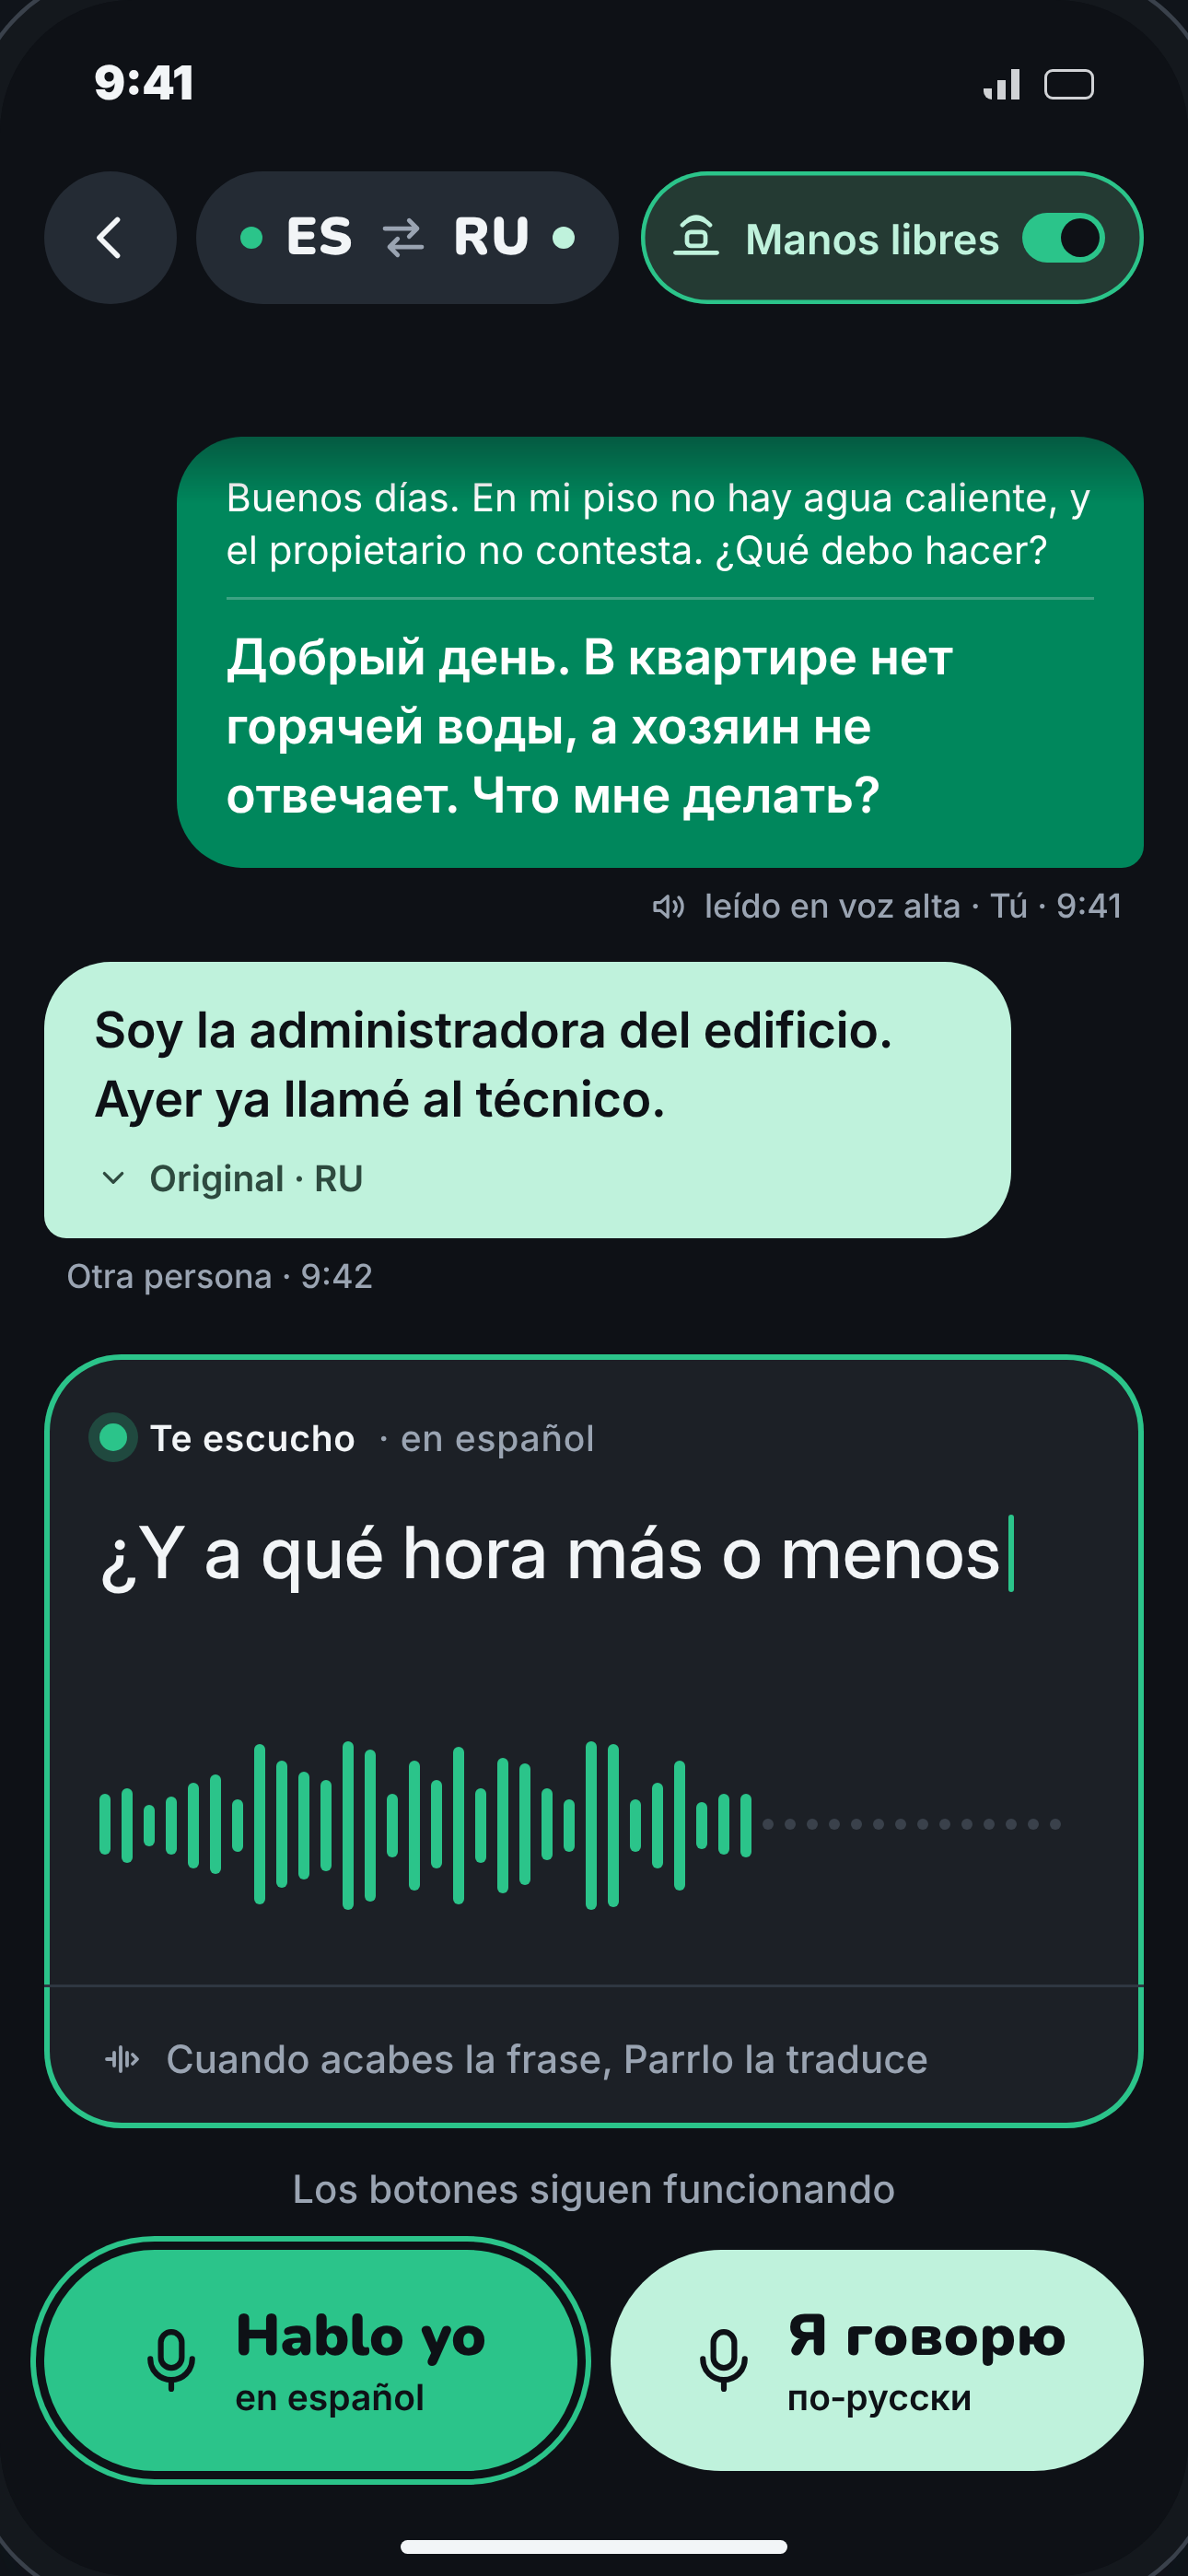 9:41
ES RU
Manos libres
Buenos días. En mi piso no hay agua caliente, y
el propietario no contesta. ¿Qué debo hacer?
Добрый день. В квартире нет
горячей воды, а хозяин не
отвечает. Что мне делать?
leído en voz alta · Tú · 9:41
Soy la administradora del edificio.
Ayer ya llamé al técnico.
Original · RU
Otra persona · 9:42
Te escucho · en español
¿Y a qué hora más o menos
Cuando acabes la frase, Parrlo la traduce
Los botones siguen funcionando
Hablo yo
en español
Я говорю
по-русски